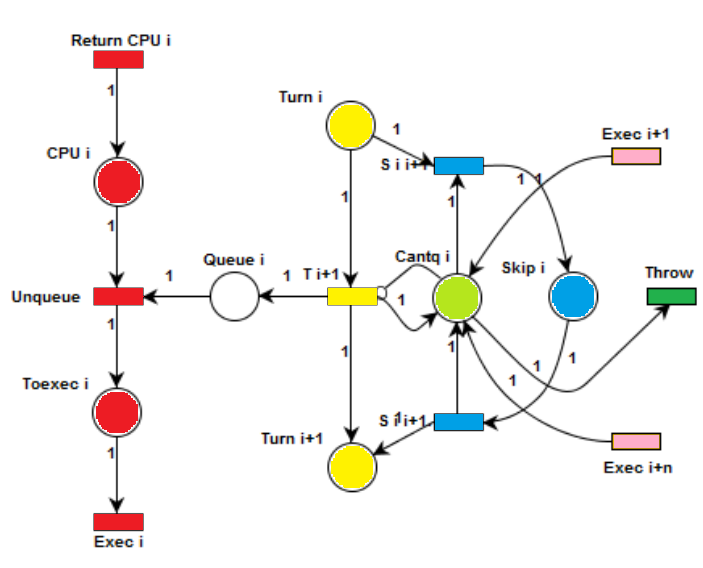 Return CPU i
1
Turn i
1
Exec i+1
CPU i
S i i+1
1
1
1
1
1
1
Cantq i
Queue i
Skip i
Throw
1
1
T i+1
1
Unqueue
1
1
1
1
1
1
Toexec i
S i i+1
1
Turn i+1
1
Exec i+n
Exec i